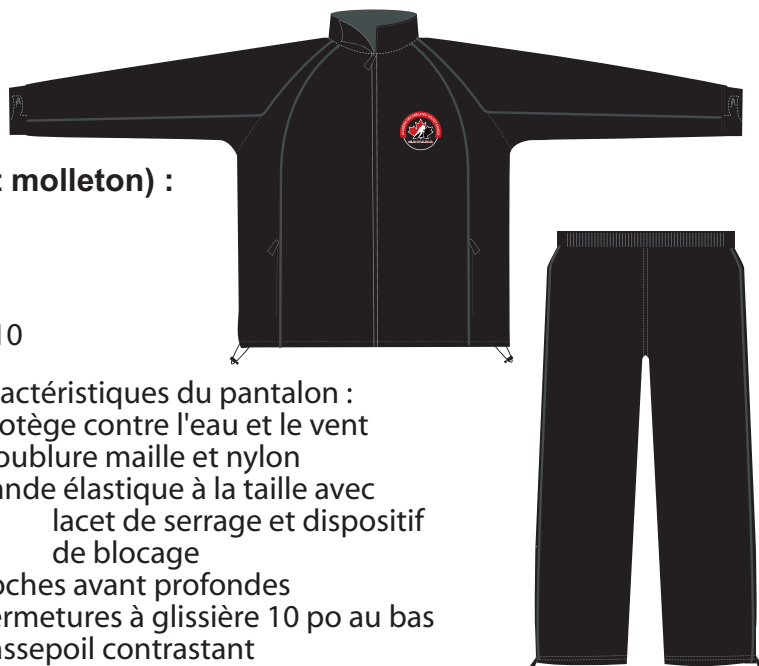 t molleton) :
10
actéristiques du pantalon :
otège contre l'eau et le vent
oublure maille et nylon
ande élastique à la taille avec
lacet de serrage et dispositif
de blocage
oches avant profondes
ermetures à glissière 10 po au bas
assepoil contrastant